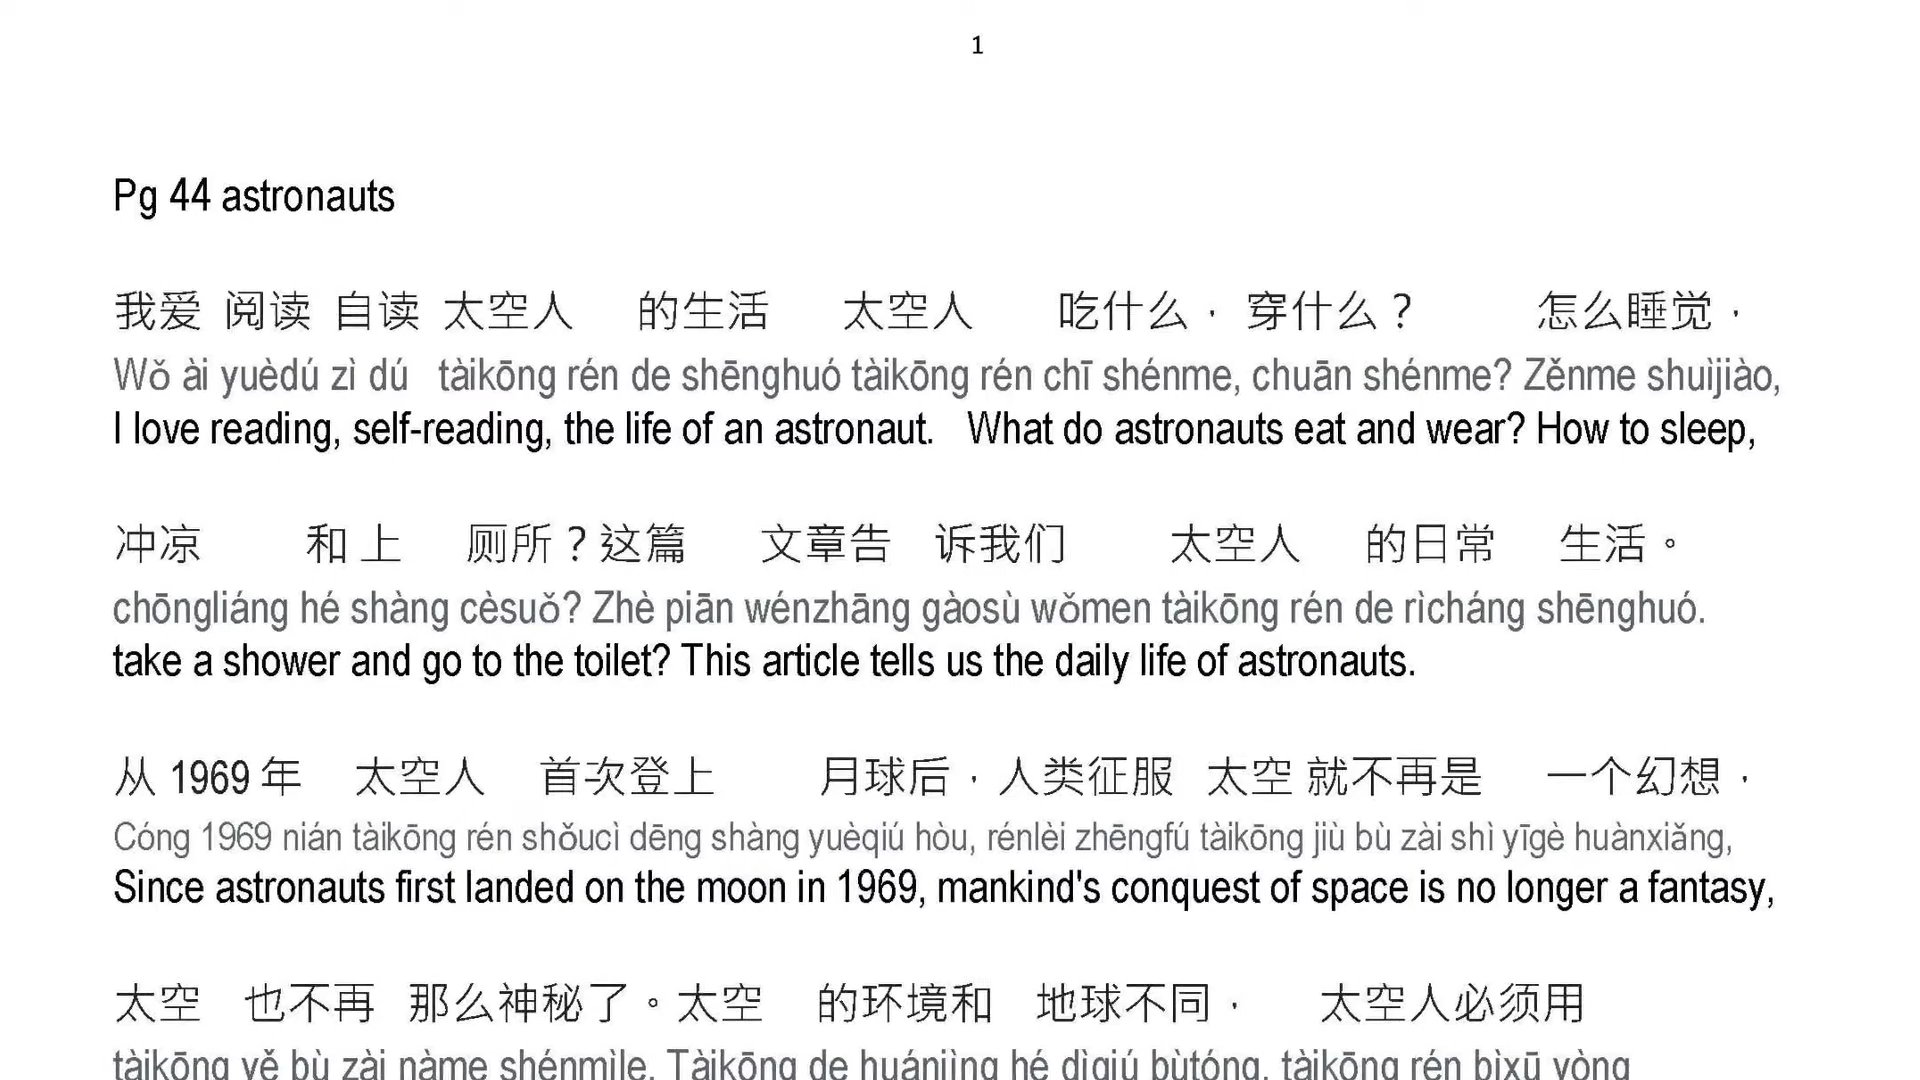 1
Pg 44 astronauts
我爱 阅读 自读 太空人 的生活 太空人 吃什么，穿什么？ 怎么睡觉，
Wǒ ài yuèdú zì dú tàikōng rén de shēnghuó tàikōng rén chī shénme, chuān shénme? Zěnme shuìjiào,
I love reading, self-reading, the life of an astronaut. What do astronauts eat and wear? How to sleep,
冲凉 和 上 厕所？这篇 文章告 诉我们 太空人 的日常 生活。
chōngliáng hé shàng cèsuǒ? Zhè piān wénzhāng gàosù wǒmen tàikōng rén de rìcháng shēnghuó.
take a shower and go to the toilet? This article tells us the daily life of astronauts.
从 1969 年 太空人 首次登上 月球后，人类征服 太空 就不再是 一个幻想，
Cóng 1969 nián tàikōng rén shǒucì dēng shàng yuèqiú hòu, rénlèi zhēngfú tàikōng jiù bù zài shì yīgè huànxiǎng,
Since astronauts first landed on the moon in 1969, mankind's conquest of space is no longer a fantasy,
太空 也不再 那么神秘了。太空 的环境和 地球不同， 太空人必须用
tàikōng yě bù zài nàme shénmìle. Tàikōng de huánjìng hé dìqiú bùtóng, tàikōng rén bìxū yòng